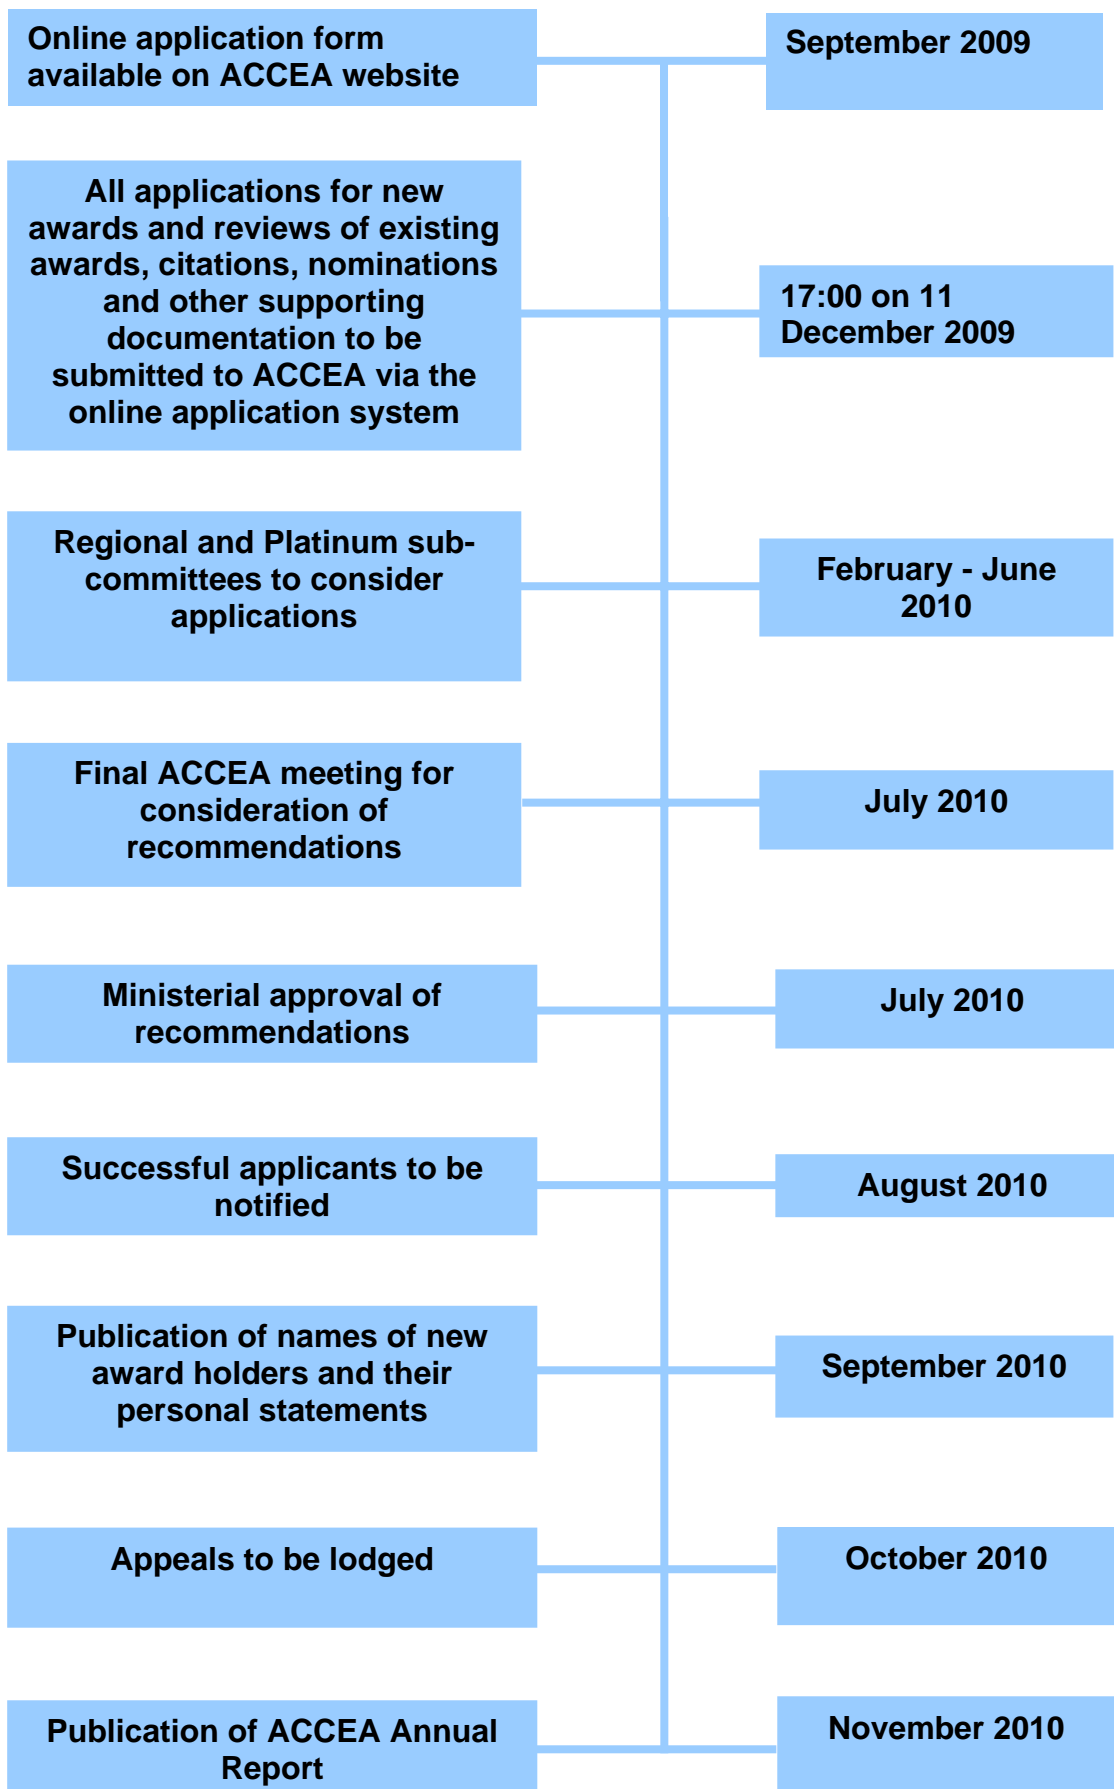 Online application form
available on ACCEA website
September 2009
All applications for new
awards and reviews of existing
awards, citations, nominations
and other supporting
documentation to be
submitted to ACCEA via the
online application system
17:00 on 11
December 2009
Regional and Platinum sub-
committees to consider
applications
February - June
2010
Final ACCEA meeting for
consideration of
recommendations
July 2010
Ministerial approval of
recommendations
July 2010
Successful applicants to be
notified
August 2010
Publication of names of new
award holders and their
personal statements
September 2010
Appeals to be lodged
October 2010
Publication of ACCEA Annual
Report
November 2010